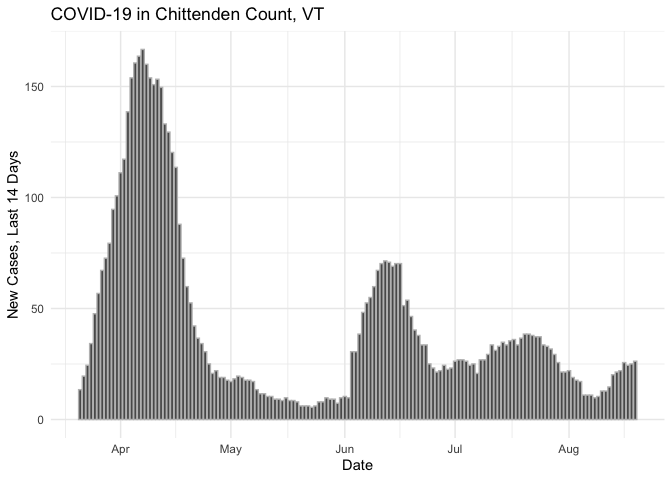 COVID-19 in Chittenden Count, VT
150
100
50
0
New Cases, Last 14 Days
Apr May Jun Jul Aug
Date